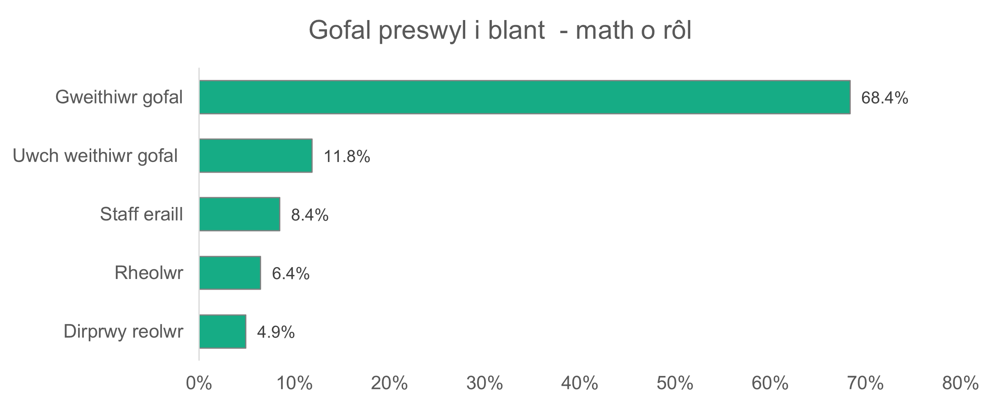 Gofal preswyl i blant  - math o rôl
Gweithiwr gofal
68.4%
Uwch weithiwr gofal
11.8%
Staff eraill
8.4%
Rheolwr
6.4%
Dirprwy reolwr
4.9%
0% 10% 20% 30% 40% 50% 60% 70% 80%